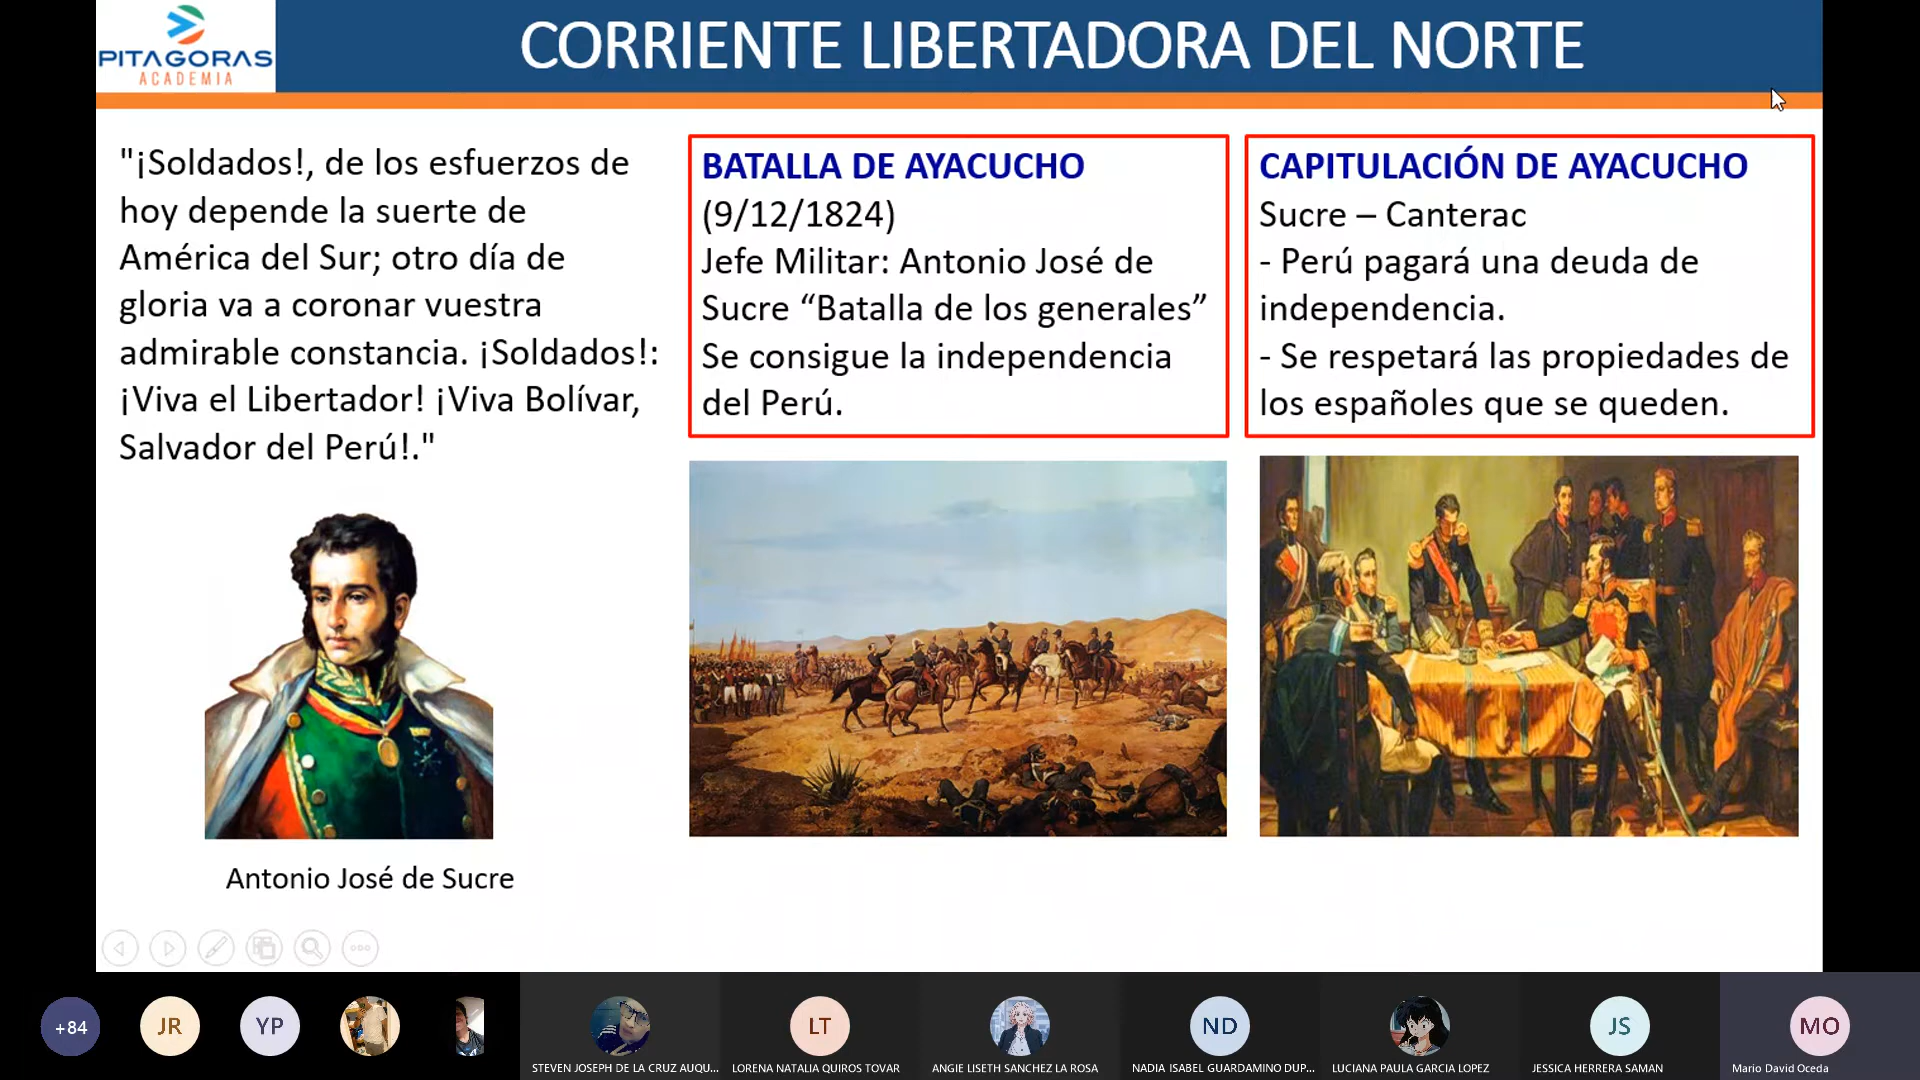 PITAGORAS
ACADEMIA
CORRIENTE LIBERTADORA DEL NORTE
"¡Soldados!, de los esfuerzos de
hoy depende la suerte de
América del Sur; otro día de
gloria va a coronar vuestra
admirable constancia. ¡Soldados!:
¡Viva el Libertador! ¡Viva Bolívar,
Salvador del Perú!."
Antonio José de Sucre
BATALLA DE AYACUCHO
(9/12/1824)
Jefe Militar: Antonio José de
Sucre “Batalla de los generales”
Se consigue la independencia
del Perú.
CAPITULACIÓN DE AYACUCHO
Sucre – Canterac
- Perú pagará una deuda de
independencia.
- Se respetará las propiedades de
los españoles que se queden.
+84
JR
YP
STEVEN JOSEPH DE LA CRUZ AUQU...
LT
LORENA NATALIA QUIROS TOVAR
ANGIE LISETH SANCHEZ LA ROSA
ND
NADIA ISABEL GUARDAMINO DUP...
LUCIANA PAULA GARCIA LOPEZ
JS
JESSICA HERRERA SAMAN
MO
Mario David Oceda